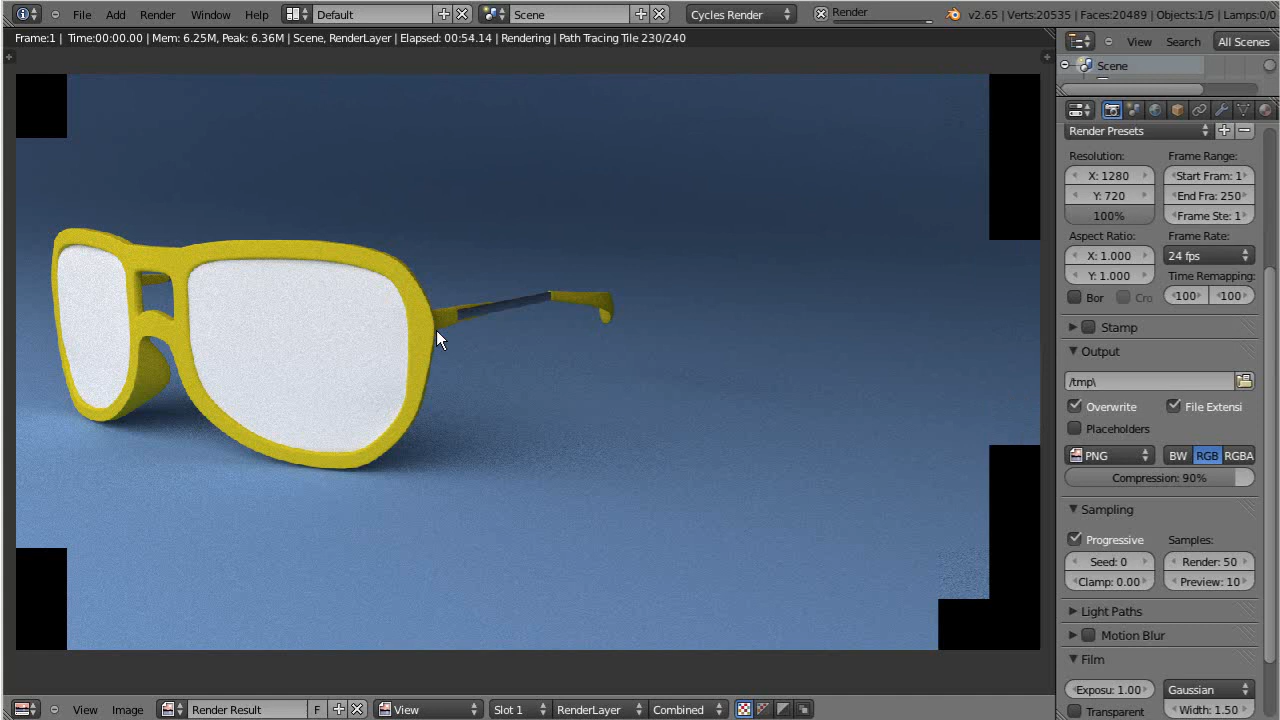 File Add Render Window Help Default Scene Cycles Render Render v2.65 | Verts:20535 | Faces:20489 | Objects:1/5 | Lamps:0/0
Frame:1 | Time:00:00.00 | Mem: 6.25M, Peak: 6.36M | Scene, RenderLayer | Elapsed: 00:54.14 | Rendering | Path Tracing Tile 230/240
View Search All Scenes
Scene
Render Presets
Resolution: Frame Range:
X: 1280 Start Fram: 1
Y: 720 End Fra: 250
100% Frame Ste: 1
Aspect Ratio: Frame Rate:
X: 1.000 24 fps
Y: 1.000 Time Remapping:
Bor Cro 100 100
Stamp
Output
/tmp\
Overwrite File Extensi
Placeholders
PNG BW RGB RGBA
Compression: 90%
Sampling
Progressive Samples:
Seed: 0 Render: 50
Clamp: 0.00 Preview: 10
Light Paths
Motion Blur
Film
Exposu: 1.00 Gaussian
Transparent Width: 1.50
View Image Render Result F View Slot 1 RenderLayer Combined